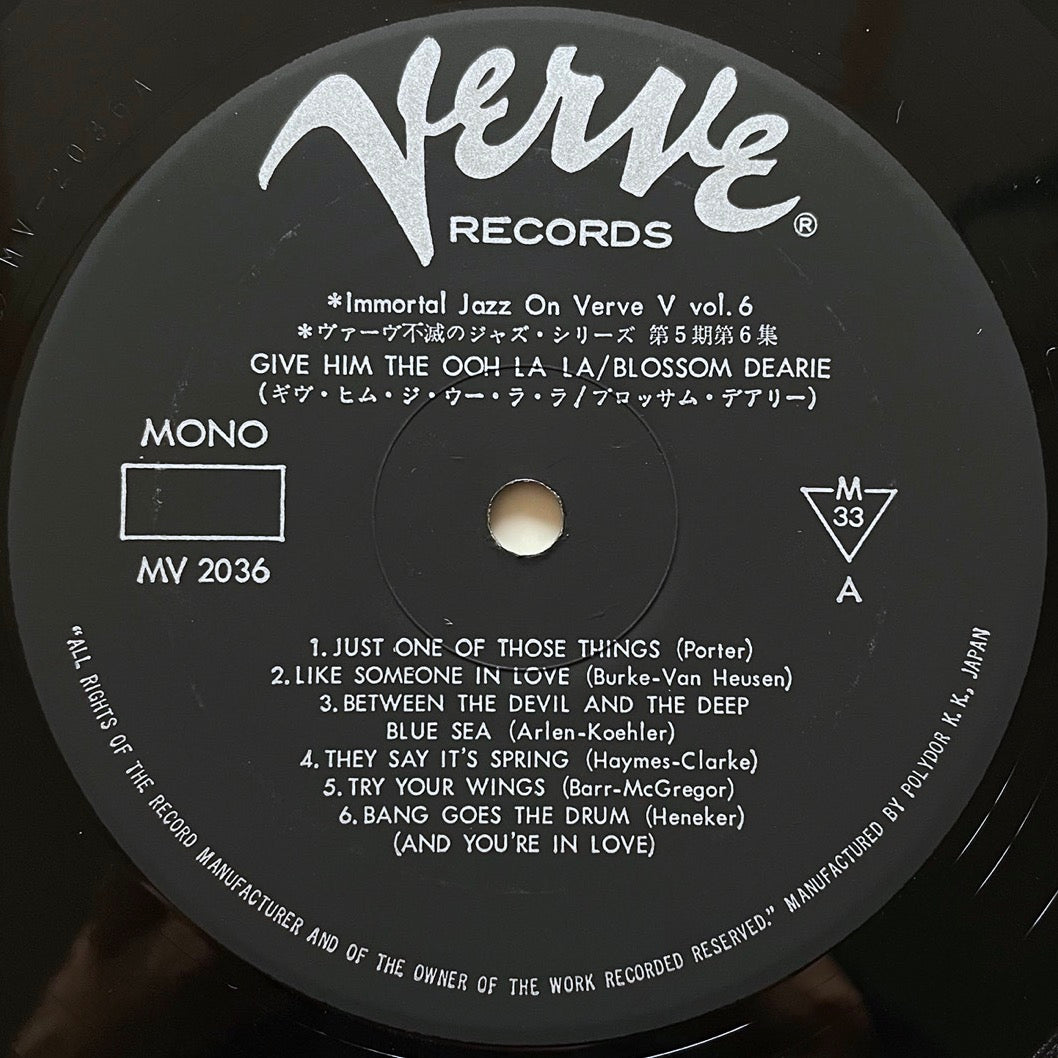 Verve
RECORDS ®
*Immortal Jazz On Verve V vol. 6
*ヴァーヴ不滅のジャズ・シリーズ 第5期第6集
GIVE HIM THE OOH LA LA/BLOSSOM DEARIE
(ギヴ・ヒム・ジ・ウー・ラ・ラ/ブロッサム・デアリー)
MONO
MV 2036
M
33
A
1. JUST ONE OF THOSE THINGS (Porter)
2. LIKE SOMEONE IN LOVE (Burke-Van Heusen)
3. BETWEEN THE DEVIL AND THE DEEP
BLUE SEA (Arlen-Koehler)
4. THEY SAY IT'S SPRING (Haymes-Clarke)
5. TRY YOUR WINGS (Barr-McGregor)
6. BANG GOES THE DRUM (Heneker)
(AND YOU'RE IN LOVE)
“ALL RIGHTS OF THE RECORD MANUFACTURER AND OF THE OWNER OF THE WORK RECORDED RESERVED.” MANUFACTURED BY POLYDOR K. K., JAPAN